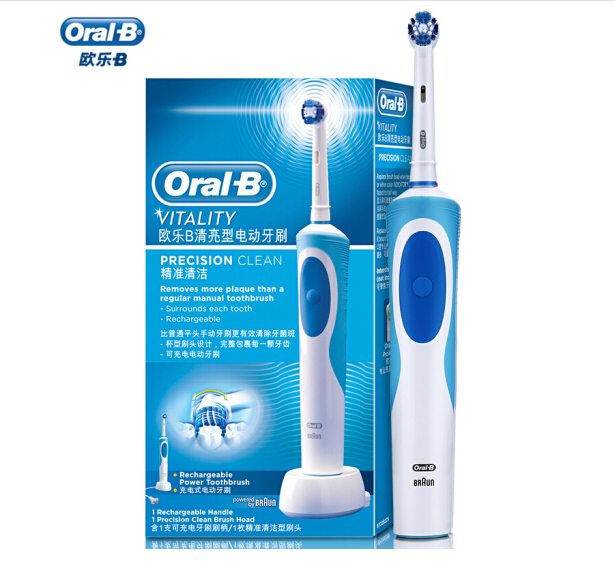 Oral-B
欧乐-B
Oral-B
VITALITY
PRECISION CLEAN
Oral-B
VITALITY
欧乐B清亮型电动牙刷
PRECISION CLEAN
精准清洁
Removes more plaque than a
regular manual toothbrush
- Surrounds each tooth
- Rechargeable
比普通平头手动牙刷更有效清除牙菌斑
- 杯型刷头设计，完整包裹每一颗牙齿
- 可充电电动牙刷
• Rechargeable
Power Toothbrush
• 充电式电动牙刷
powered by BRAUN
1 Rechargeable Handle
1 Precision Clean Brush Head
含1支可充电牙刷刷柄/1枚精准清洁型刷头
BRAUN
Oral-B
BRAUN